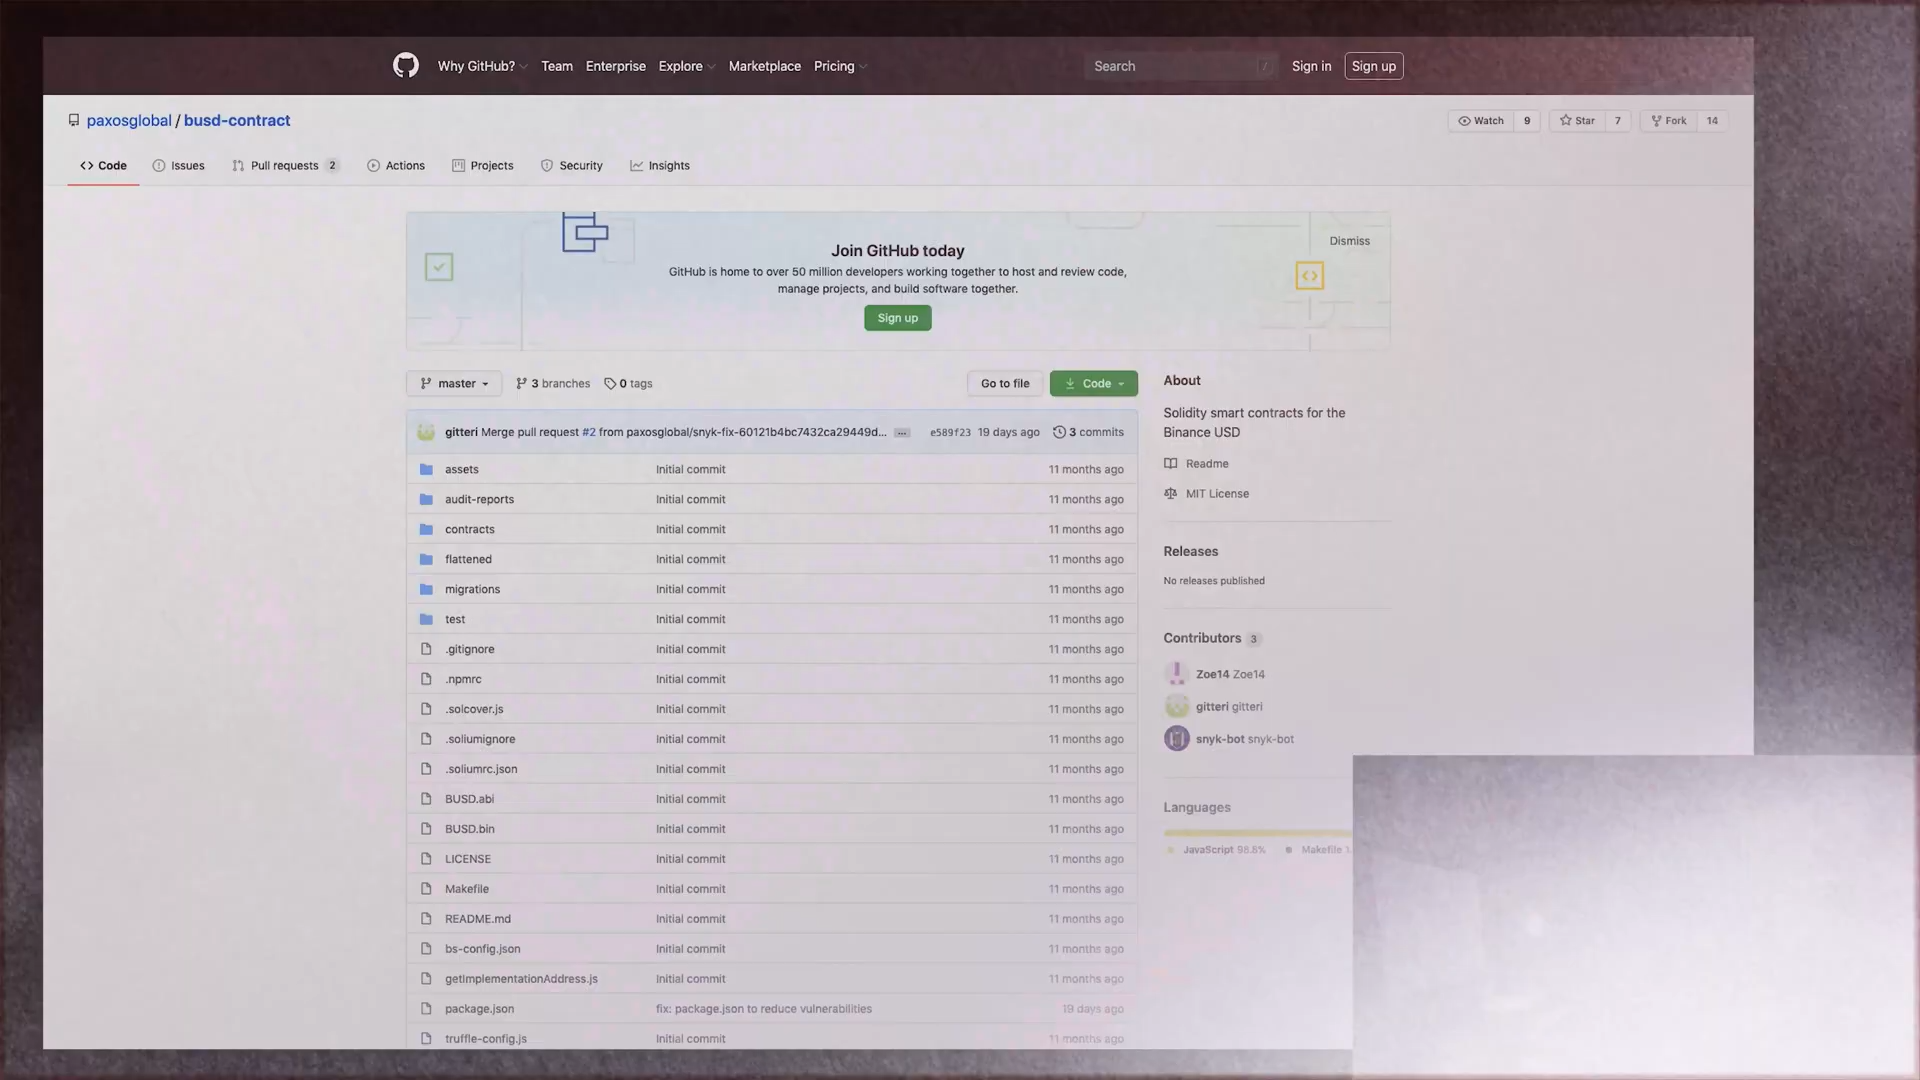 Why GitHub? Team Enterprise Explore Marketplace Pricing Search / Sign in Sign up
paxosglobal / busd-contract Watch 9 Star 7 Fork 14
Code Issues Pull requests 2 Actions Projects Security Insights
Join GitHub today Dismiss
GitHub is home to over 50 million developers working together to host and review code,
manage projects, and build software together.
Sign up
master 3 branches 0 tags Go to file Code
gitteri Merge pull request #2 from paxosglobal/snyk-fix-60121b4bc7432ca29449d... ... e589f23 19 days ago 3 commits
assets Initial commit 11 months ago
audit-reports Initial commit 11 months ago
contracts Initial commit 11 months ago
flattened Initial commit 11 months ago
migrations Initial commit 11 months ago
test Initial commit 11 months ago
.gitignore Initial commit 11 months ago
.npmrc Initial commit 11 months ago
.solcover.js Initial commit 11 months ago
.soliumignore Initial commit 11 months ago
.soliumrc.json Initial commit 11 months ago
BUSD.abi Initial commit 11 months ago
BUSD.bin Initial commit 11 months ago
LICENSE Initial commit 11 months ago
Makefile Initial commit 11 months ago
README.md Initial commit 11 months ago
bs-config.json Initial commit 11 months ago
getImplementationAddress.js Initial commit 11 months ago
package.json fix: package.json to reduce vulnerabilities 19 days ago
truffle-config.js Initial commit 11 months ago
About
Solidity smart contracts for the
Binance USD
Readme
MIT License
Releases
No releases published
Contributors 3
Zoe14 Zoe14
gitteri gitteri
snyk-bot snyk-bot
Languages
JavaScript 98.8% Makefile 1.